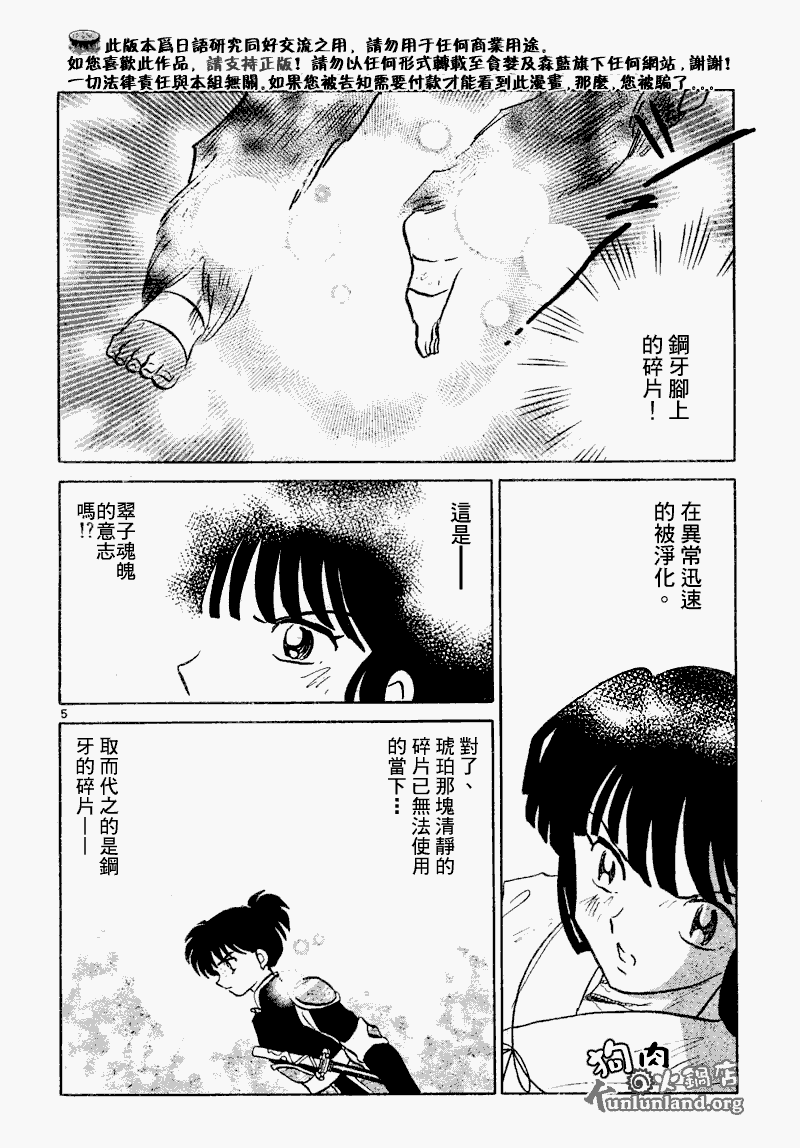 此版本爲日語研究同好交流之用，請勿用于任何商業用途。
如您喜歡此作品，請支持正版！請勿以任何形式轉載至貪婪及森藍旗下任何網站，謝謝！
一切法律責任與本組無關。如果您被告知需要付款才能看到此漫畫，那麼，您被騙了。。。
鋼牙腳上
的碎片！
在異常迅速
的被淨化。
這是——
翠子魂魄
的意志
嗎!?
5
對了、
琥珀那塊清靜的
碎片已無法使用
的當下…
取而代之的是鋼
牙的碎片——
狗肉
火鍋店
Kunlunland.org